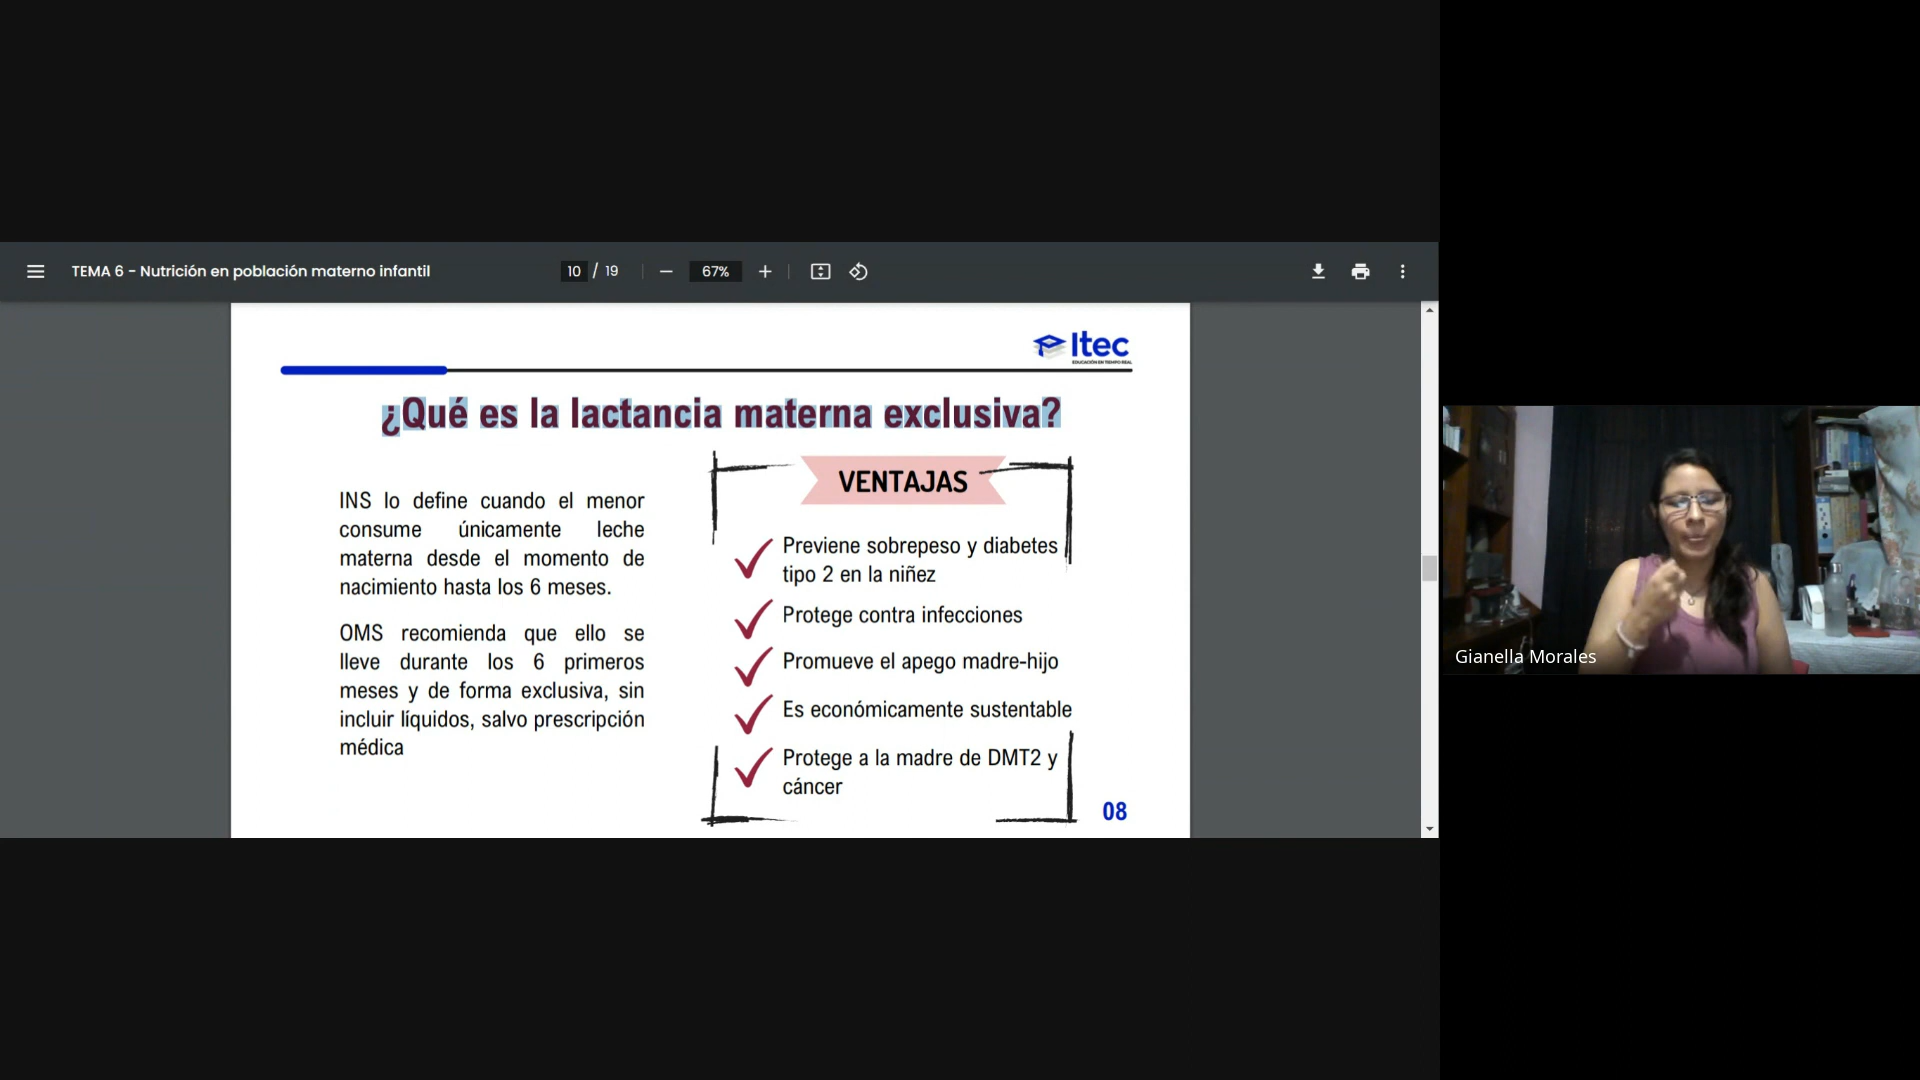 TEMA 6 - Nutrición en población materno infantil
10 / 19
67%
Itec
EDUCACIÓN EN TIEMPO REAL
¿Qué es la lactancia materna exclusiva?
INS lo define cuando el menor
consume únicamente leche
materna desde el momento de
nacimiento hasta los 6 meses.
OMS recomienda que ello se
lleve durante los 6 primeros
meses y de forma exclusiva, sin
incluir líquidos, salvo prescripción
médica
VENTAJAS
Previene sobrepeso y diabetes
tipo 2 en la niñez
Protege contra infecciones
Promueve el apego madre-hijo
Es económicamente sustentable
Protege a la madre de DMT2 y
cáncer
08
Gianella Morales